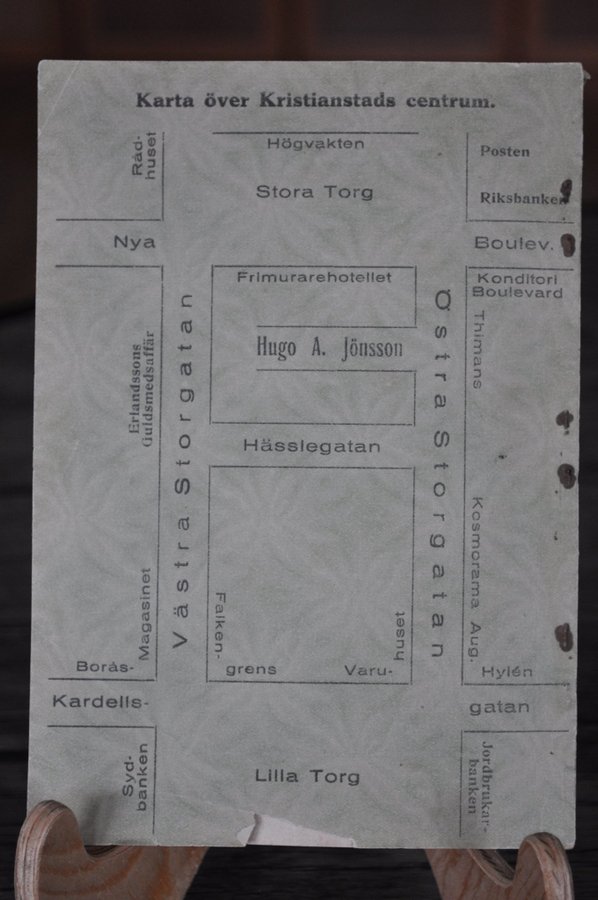 Karta över Kristianstads centrum.
Råd-
huset
Högvakten
Stora Torg
Posten
Riksbanken
Nya
Boulev.
Frimurarehotellet
Konditori
Boulevard
Erlandssons
Guldsmedsaffär
Västra Storgatan
Hugo A. Jönsson
Östra Storgatan
Thimans
Hässlegatan
Kosmorama Aug.
Hylén
Magasinet
Borås-
Falken-
grens
Varu-
huset
Kardells-
gatan
Syd-
banken
Lilla Torg
Jordbrukar-
banken